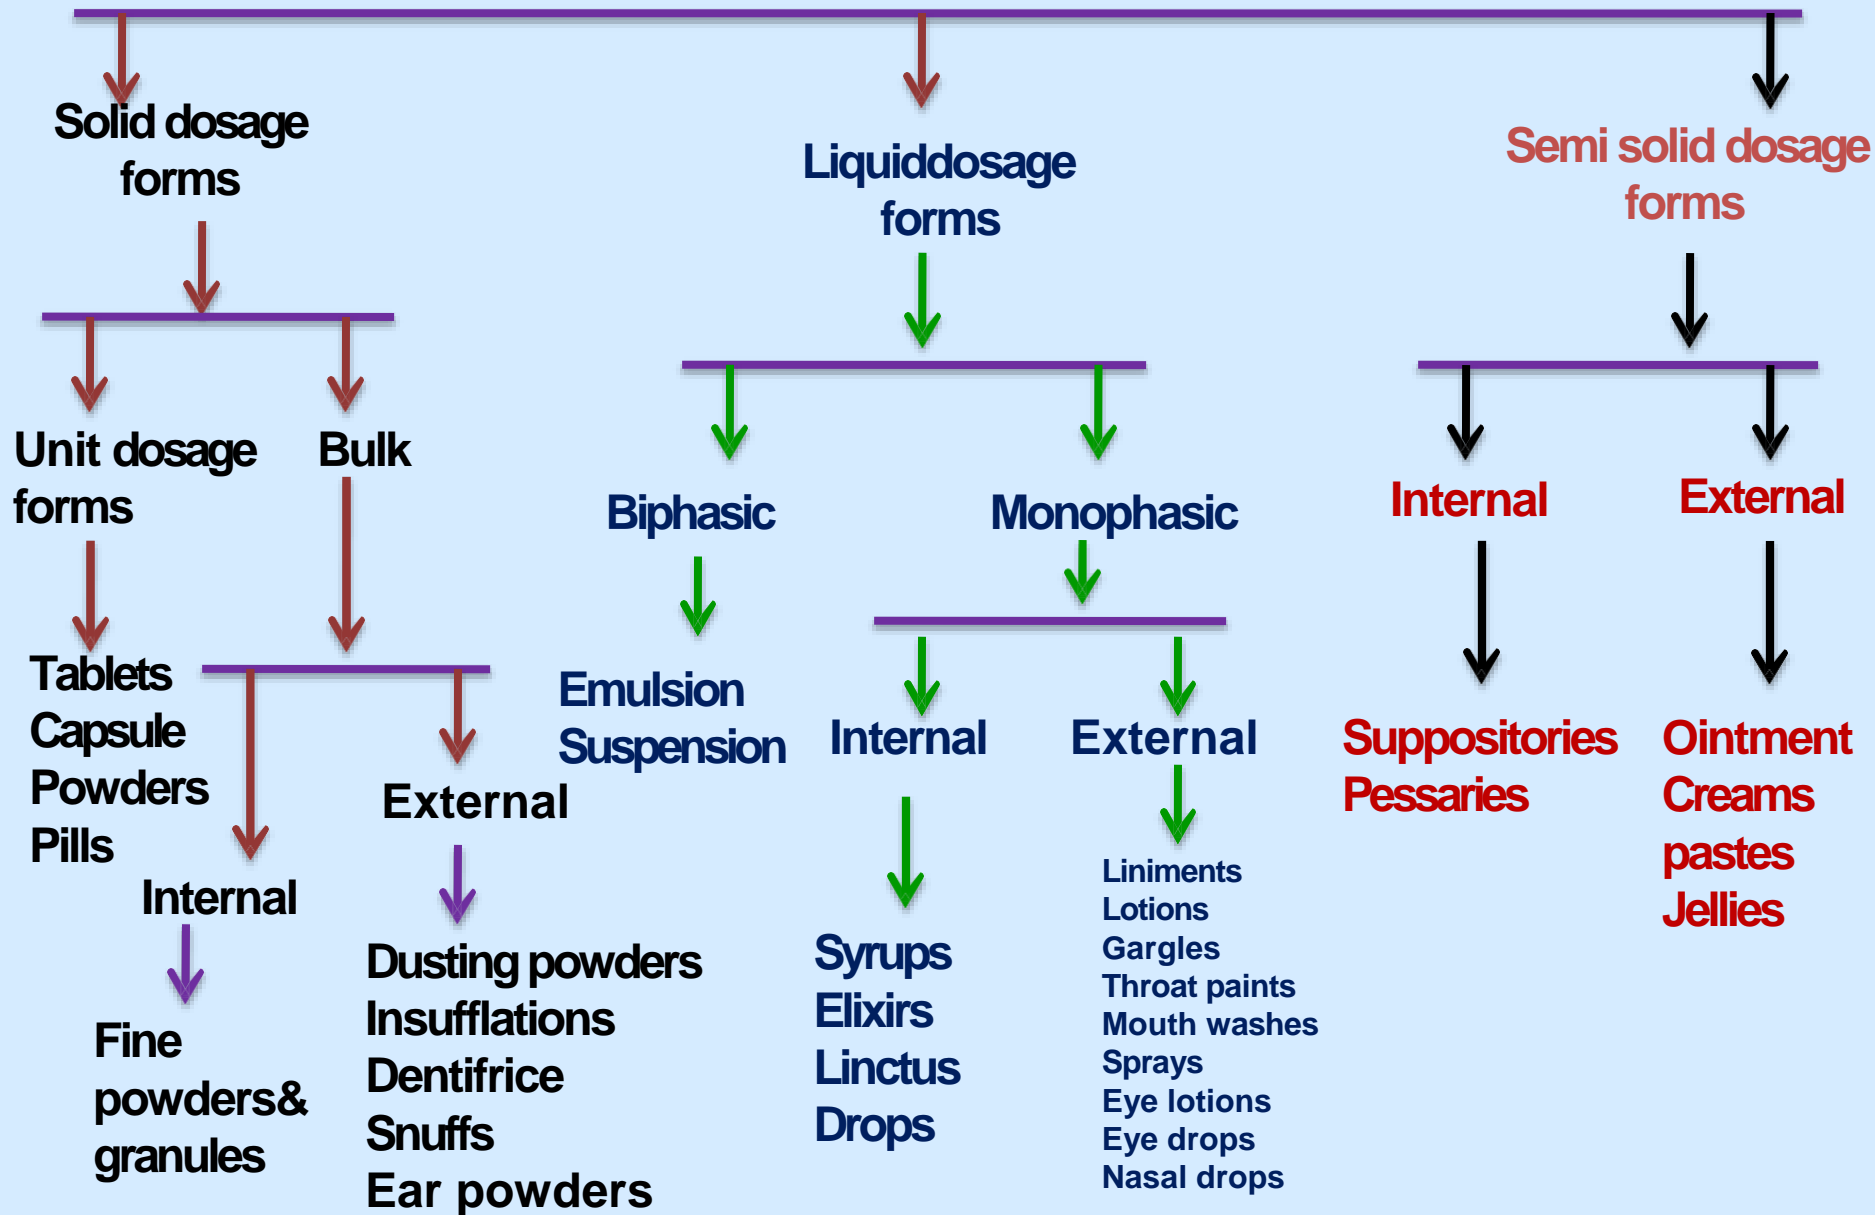 Solid dosage
forms
Liquiddosage
forms
Semi solid dosage
forms
Unit dosage
forms
Bulk
Tablets
Capsule
Powders
Pills
Internal
Fine
powders&
granules
External
Dusting powders
Insufflations
Dentifrice
Snuffs
Ear powders
Biphasic
Emulsion
Suspension
Monophasic
Internal
Syrups
Elixirs
Linctus
Drops
External
Liniments
Lotions
Gargles
Throat paints
Mouth washes
Sprays
Eye lotions
Eye drops
Nasal drops
Internal
Suppositories
Pessaries
External
Ointment
Creams
pastes
Jellies